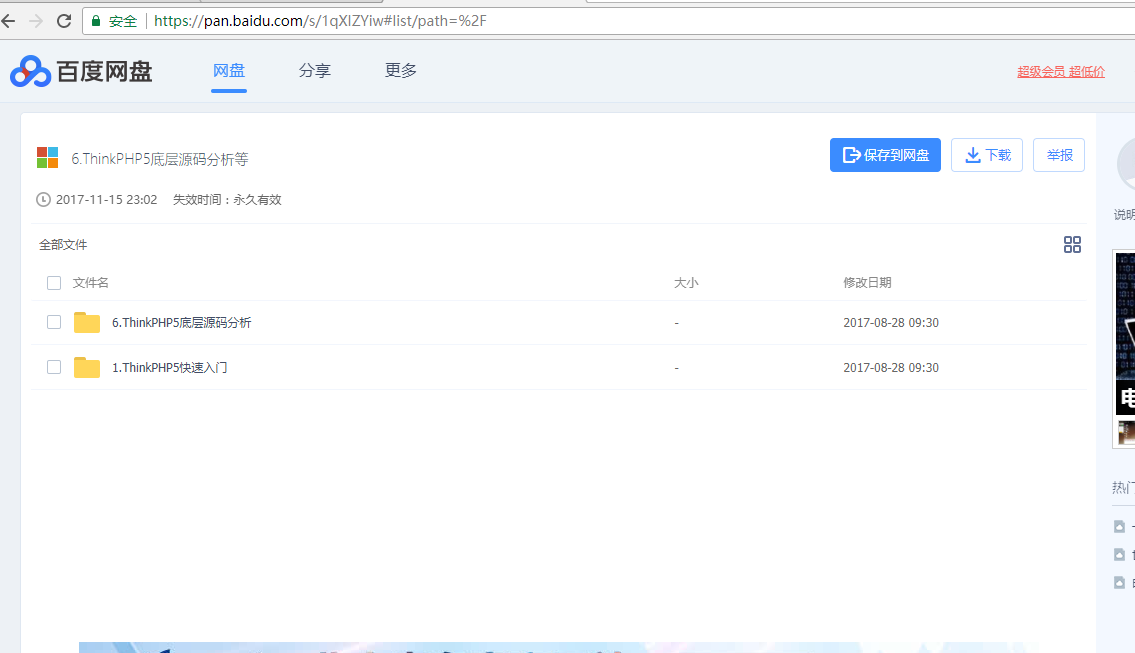 安全 https://pan.baidu.com/s/1qXIZYiw#list/path=%2F
百度网盘 网盘 分享 更多 超级会员 超低价
6.ThinkPHP5底层源码分析等 保存到网盘 下载 举报
2017-11-15 23:02 失效时间：永久有效
说明
全部文件
文件名 大小 修改日期
6.ThinkPHP5底层源码分析 - 2017-08-28 09:30
1.ThinkPHP5快速入门 - 2017-08-28 09:30
电
热门